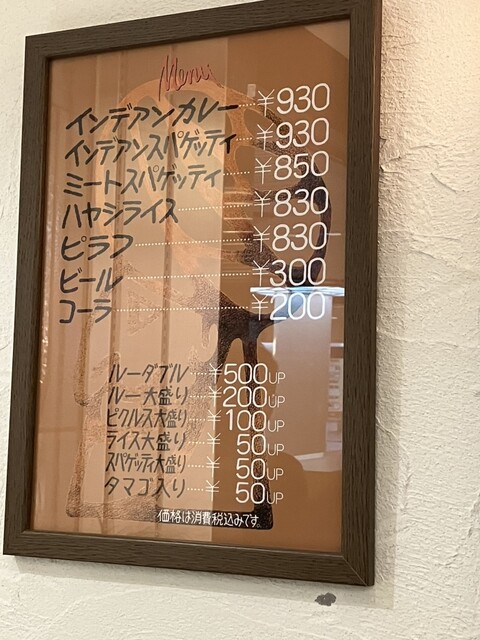 Menu
インデアンカレー…¥930
インデアンスパゲッティ ¥930
ミートスパゲッティ……¥850
ハヤシライス…………¥830
ピラフ………………¥830
ビール………………¥300
コーラ………………¥200
ルーダブル……¥500UP
ルー大盛り……¥200UP
ピクルス大盛り…¥100UP
ライス大盛り……¥50UP
スパゲッティ大盛り…¥50UP
タマゴ入り………¥50UP
価格は消費税込みです